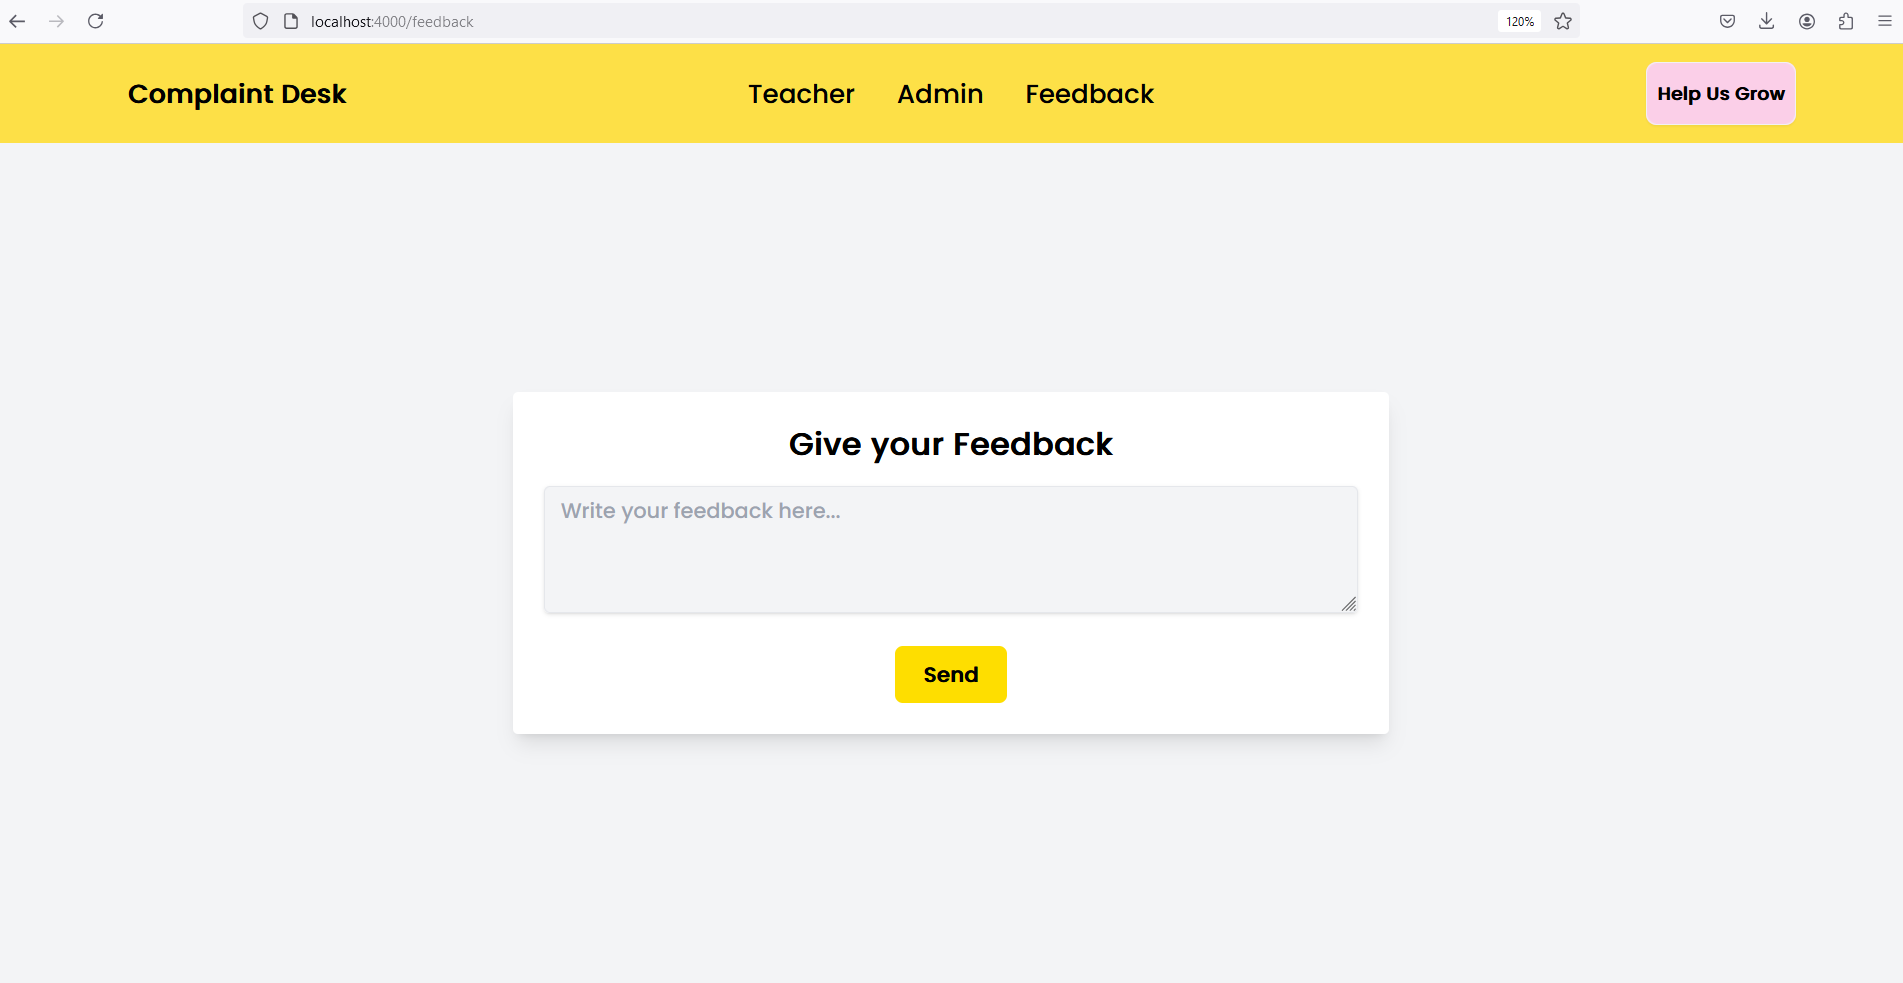 localhost:4000/feedback
120%
Complaint Desk
Teacher
Admin
Feedback
Help Us Grow
Give your Feedback
Write your feedback here...
Send